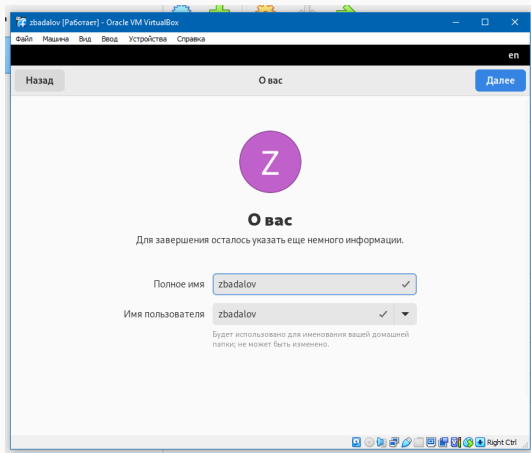 zbadalov [Работает] - Oracle VM VirtualBox
Файл Машина Вид Ввод Устройства Справка
en
Назад О вас Далее
Z
О вас
Для завершения осталось указать еще немного информации.
Полное имя zbadalov
Имя пользователя zbadalov
Будет использовано для именования вашей домашней
папки; не может быть изменено.
Right Ctrl